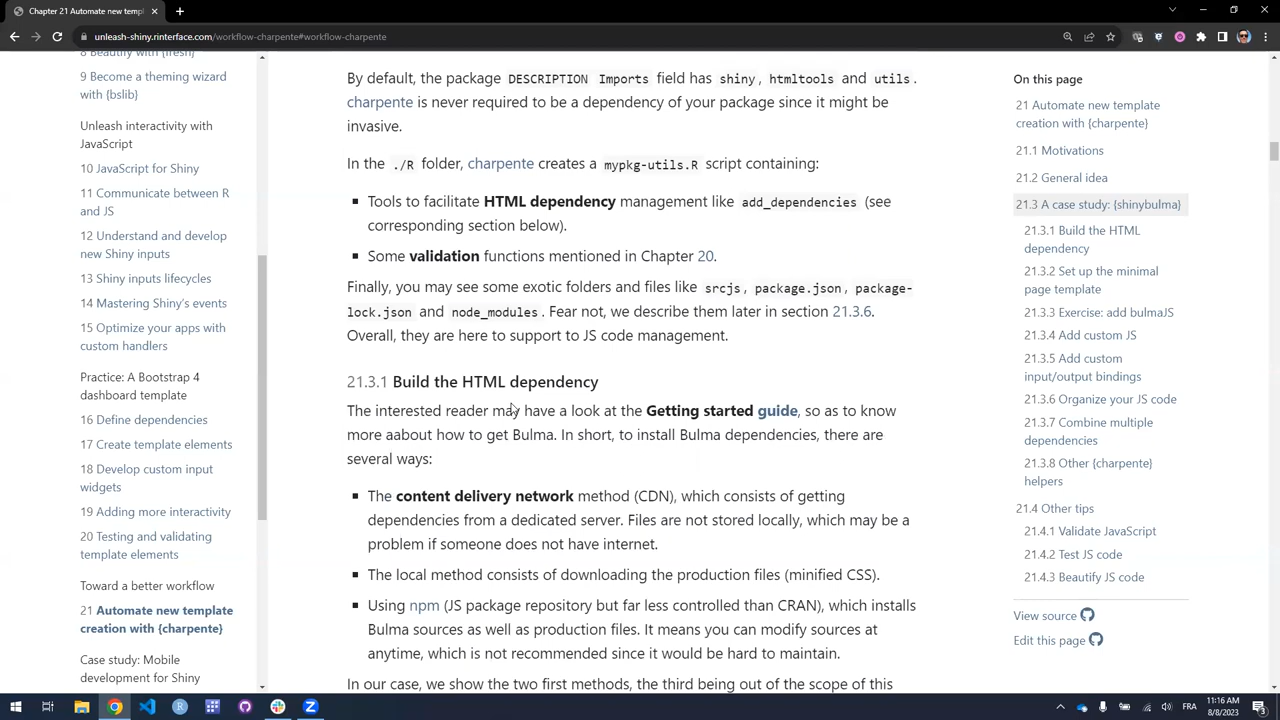 Chapter 21 Automate new temp
unleash-shiny.rinterface.com/workflow-charpente#workflow-charpente
8 Beautify with {fresh}
9 Become a theming wizard
with {bslib}
Unleash interactivity with
JavaScript
10 JavaScript for Shiny
11 Communicate between R
and JS
12 Understand and develop
new Shiny inputs
13 Shiny inputs lifecycles
14 Mastering Shiny's events
15 Optimize your apps with
custom handlers
Practice: A Bootstrap 4
dashboard template
16 Define dependencies
17 Create template elements
18 Develop custom input
widgets
19 Adding more interactivity
20 Testing and validating
template elements
Toward a better workflow
21 Automate new template
creation with {charpente}
Case study: Mobile
development for Shiny
By default, the package DESCRIPTION Imports field has shiny, htmltools and utils.
charpente is never required to be a dependency of your package since it might be
invasive.
In the ./R folder, charpente creates a mypkg-utils.R script containing:
▪ Tools to facilitate HTML dependency management like add_dependencies (see
corresponding section below).
▪ Some validation functions mentioned in Chapter 20.
Finally, you may see some exotic folders and files like srcjs, package.json, package-
lock.json and node_modules. Fear not, we describe them later in section 21.3.6.
Overall, they are here to support to JS code management.
21.3.1 Build the HTML dependency
The interested reader may have a look at the Getting started guide, so as to know
more aabout how to get Bulma. In short, to install Bulma dependencies, there are
several ways:
▪ The content delivery network method (CDN), which consists of getting
dependencies from a dedicated server. Files are not stored locally, which may be a
problem if someone does not have internet.
▪ The local method consists of downloading the production files (minified CSS).
▪ Using npm (JS package repository but far less controlled than CRAN), which installs
Bulma sources as well as production files. It means you can modify sources at
anytime, which is not recommended since it would be hard to maintain.
In our case, we show the two first methods, the third being out of the scope of this
On this page
21 Automate new template
creation with {charpente}
21.1 Motivations
21.2 General idea
21.3 A case study: {shinybulma}
21.3.1 Build the HTML
dependency
21.3.2 Set up the minimal
page template
21.3.3 Exercise: add bulmaJS
21.3.4 Add custom JS
21.3.5 Add custom
input/output bindings
21.3.6 Organize your JS code
21.3.7 Combine multiple
dependencies
21.3.8 Other {charpente}
helpers
21.4 Other tips
21.4.1 Validate JavaScript
21.4.2 Test JS code
21.4.3 Beautify JS code
View source
Edit this page
FRA
11:16 AM
8/8/2023